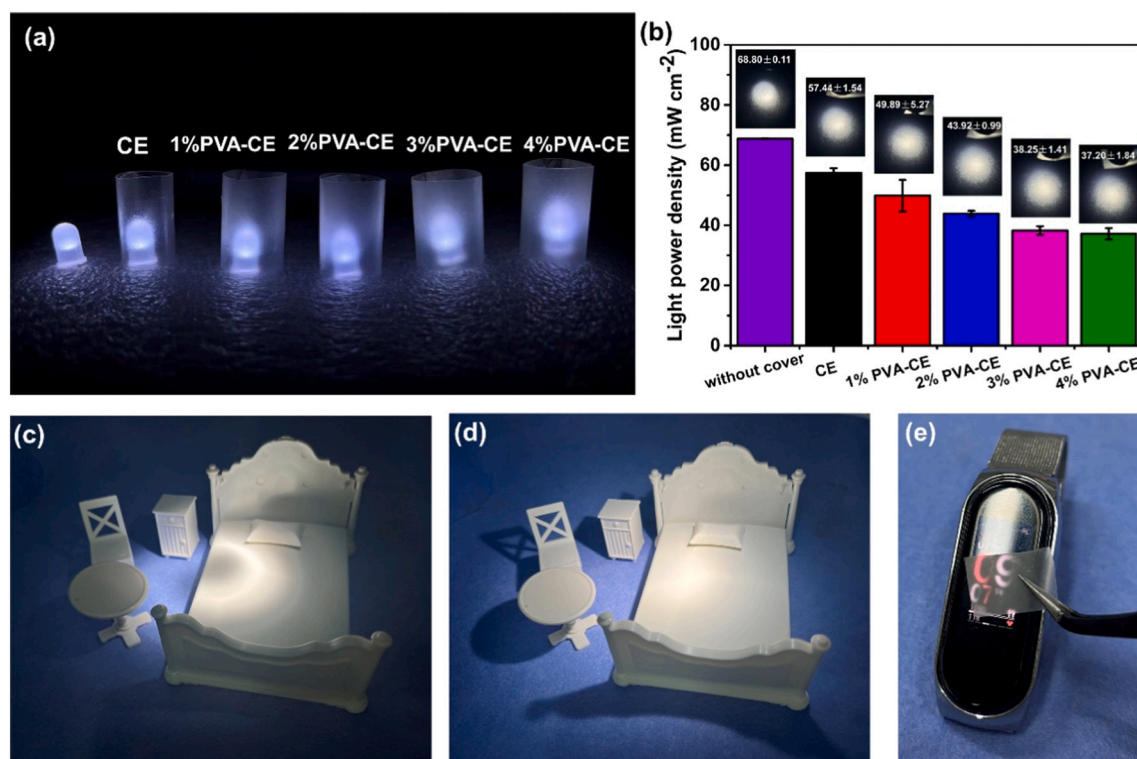 (a)
CE 1%PVA-CE 2%PVA-CE 3%PVA-CE 4%PVA-CE
(b)
Light power density (mW cm⁻²)
100
80
60
40
20
0
68.80±0.11
57.44±1.54
49.89±5.27
43.92±0.99
38.25±1.41
37.20±1.84
without cover
CE
1% PVA-CE
2% PVA-CE
3% PVA-CE
4% PVA-CE
(c)
(d)
(e)